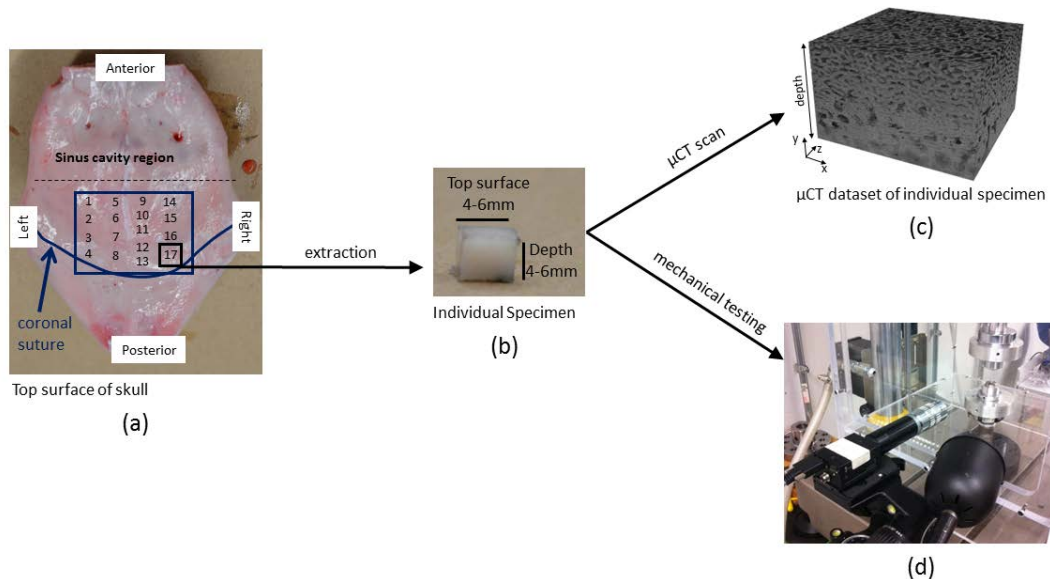 Anterior
Sinus cavity region
1 5 9 14
2 6 10 15
11
3 7 16
4 8 12 17
13
Left
Right
coronal
suture
Posterior
Top surface of skull
(a)
extraction
Top surface
4-6mm
Depth
4-6mm
Individual Specimen
(b)
µCT scan
mechanical testing
depth
y
z
x
µCT dataset of individual specimen
(c)
(d)